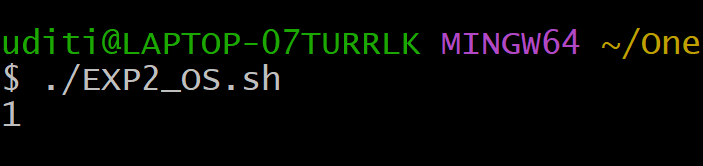 uditi@LAPTOP-07TURRLK MINGW64 ~/One
$ ./EXP2_OS.sh
1